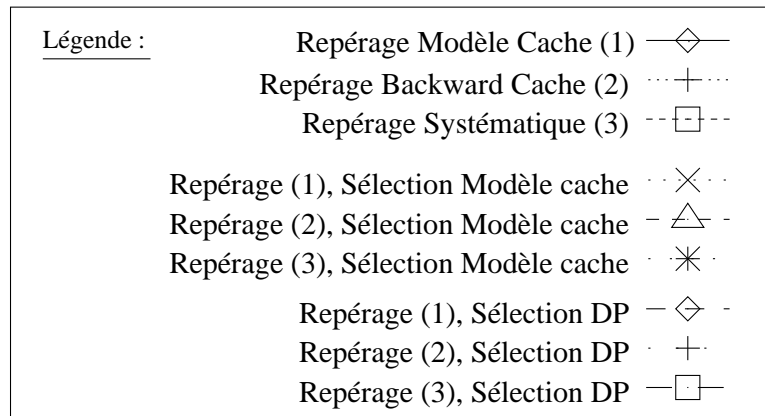 Légende : Repérage Modèle Cache (1)
Repérage Backward Cache (2)
Repérage Systématique (3)
Repérage (1), Sélection Modèle cache
Repérage (2), Sélection Modèle cache
Repérage (3), Sélection Modèle cache
Repérage (1), Sélection DP
Repérage (2), Sélection DP
Repérage (3), Sélection DP